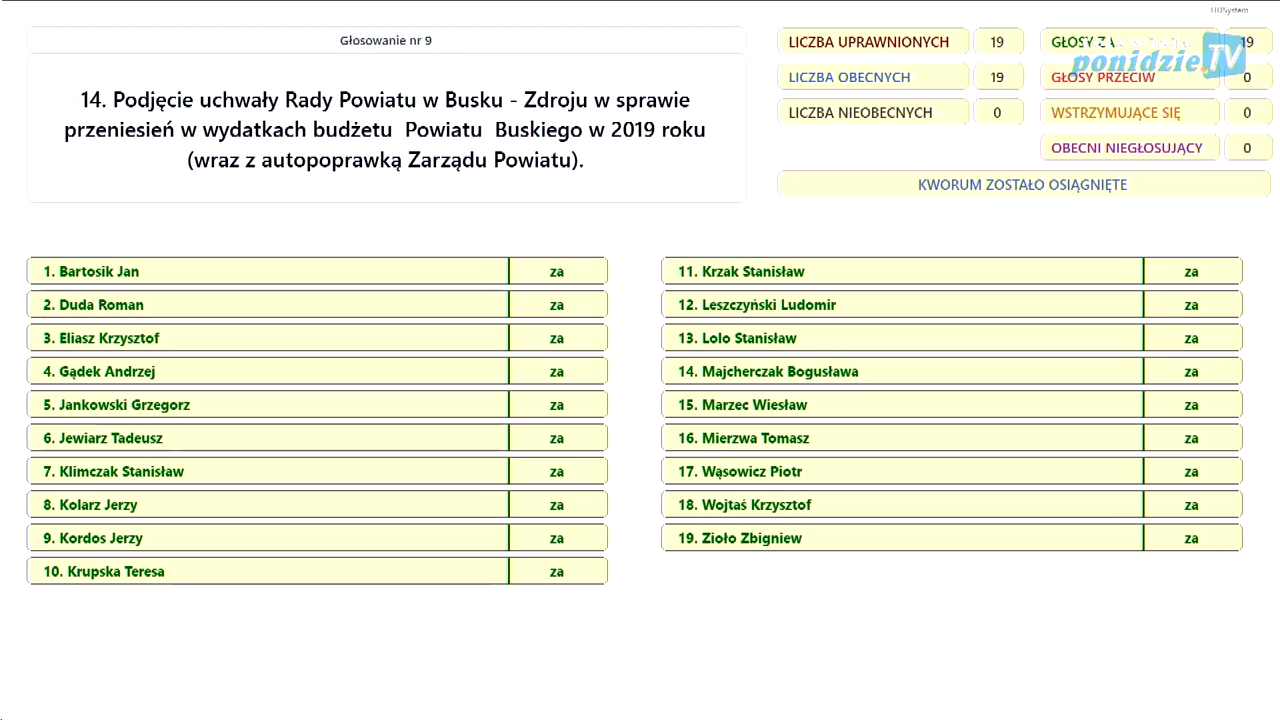 HDSystem
Głosowanie nr 9
14. Podjęcie uchwały Rady Powiatu w Busku - Zdroju w sprawie
przeniesień w wydatkach budżetu Powiatu Buskiego w 2019 roku
(wraz z autopoprawką Zarządu Powiatu).
LICZBA UPRAWNIONYCH 19
LICZBA OBECNYCH 19
LICZBA NIEOBECNYCH 0
GŁOSY ZA 19
GŁOSY PRZECIW 0
WSTRZYMUJĄCE SIĘ 0
OBECNI NIEGŁOSUJĄCY 0
KWORUM ZOSTAŁO OSIĄGNIĘTE
ponidzie.TV
1. Bartosik Jan za
2. Duda Roman za
3. Eliasz Krzysztof za
4. Gądek Andrzej za
5. Jankowski Grzegorz za
6. Jewiarz Tadeusz za
7. Klimczak Stanisław za
8. Kolarz Jerzy za
9. Kordos Jerzy za
10. Krupska Teresa za
11. Krzak Stanisław za
12. Leszczyński Ludomir za
13. Lolo Stanisław za
14. Majcherczak Bogusława za
15. Marzec Wiesław za
16. Mierzwa Tomasz za
17. Wąsowicz Piotr za
18. Wojtaś Krzysztof za
19. Zioło Zbigniew za